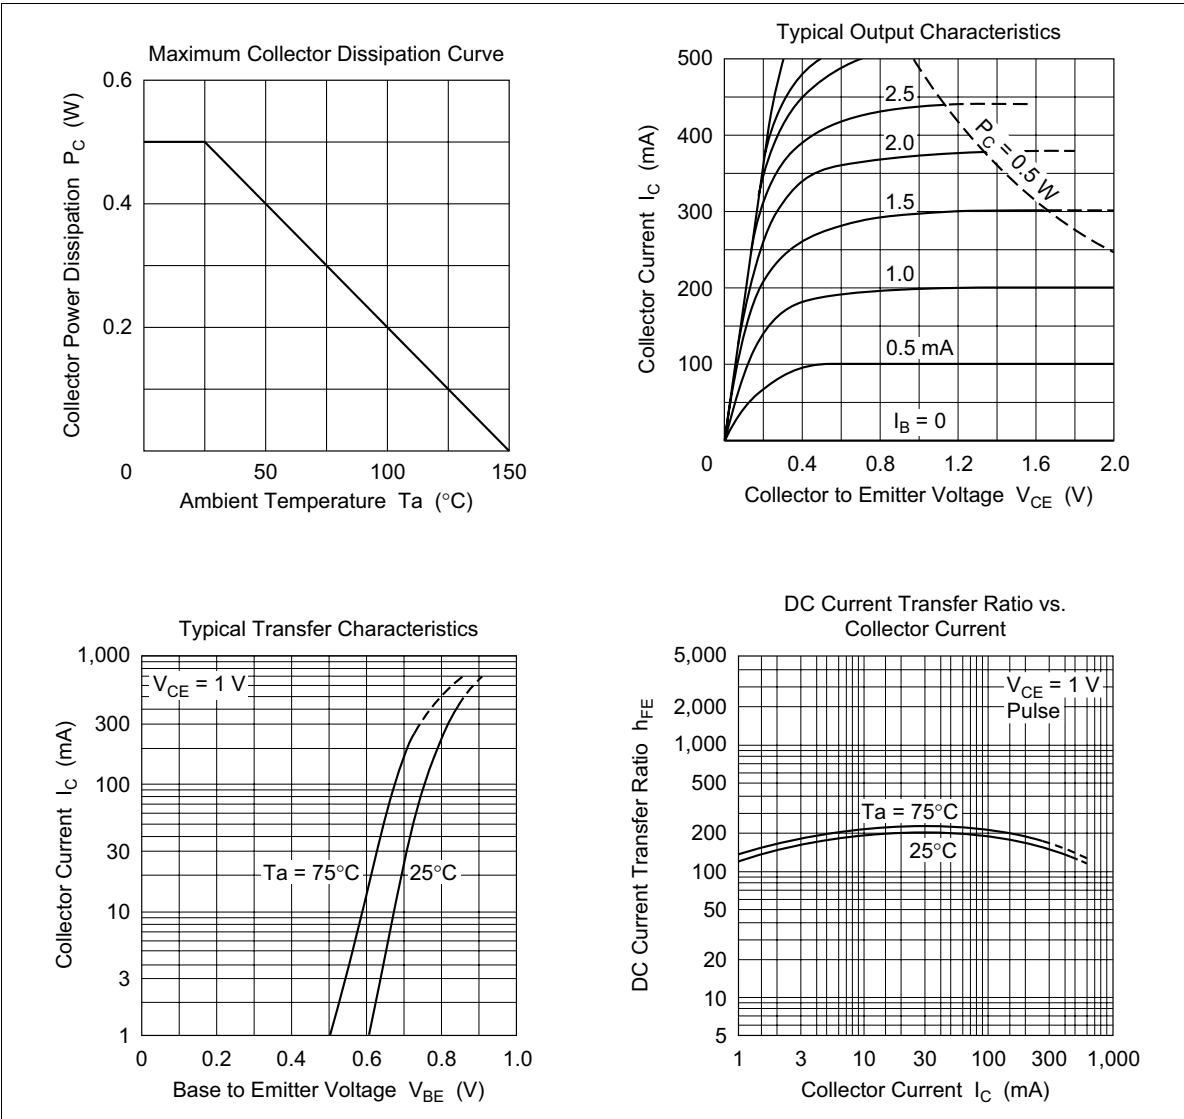 Maximum Collector Dissipation Curve
Collector Power Dissipation P_C (W)
0.6
0.4
0.2
0
50
100
150
Ambient Temperature Ta (°C)
Typical Output Characteristics
Collector Current I_C (mA)
500
400
300
200
100
0
2.5
2.0
1.5
1.0
0.5 mA
I_B = 0
P_C = 0.5 W
0.4
0.8
1.2
1.6
2.0
Collector to Emitter Voltage V_CE (V)
Typical Transfer Characteristics
Collector Current I_C (mA)
1,000
300
100
30
10
3
1
V_CE = 1 V
Ta = 75°C
25°C
0
0.2
0.4
0.6
0.8
1.0
Base to Emitter Voltage V_BE (V)
DC Current Transfer Ratio vs.
Collector Current
DC Current Transfer Ratio h_FE
5,000
2,000
1,000
500
200
100
50
20
10
5
V_CE = 1 V
Pulse
Ta = 75°C
25°C
1
3
10
30
100
300
1,000
Collector Current I_C (mA)